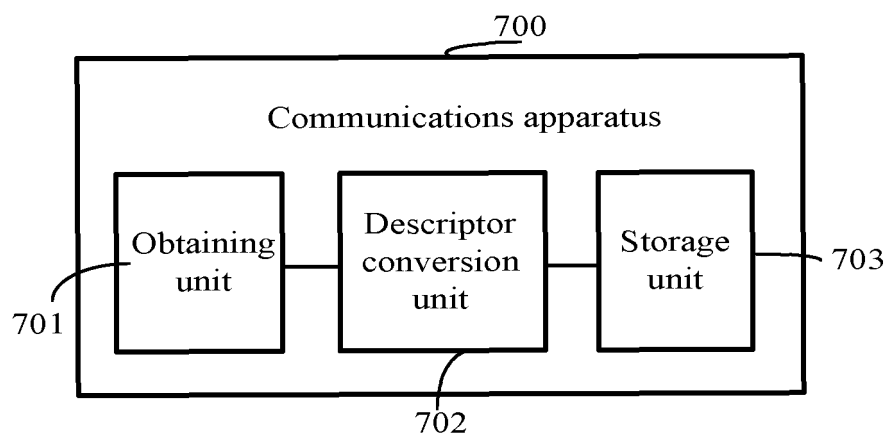 700
Communications apparatus
Obtaining
unit
Descriptor
conversion
unit
Storage
unit
701
702
703